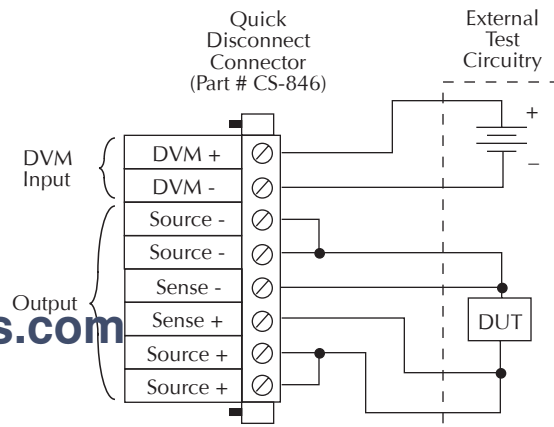 Quick
Disconnect
Connector
(Part # CS-846)
External
Test
Circuitry
DVM
Input
DVM +
DVM -
Source -
Source -
Sense -
Sense +
Source +
Source +
Output
s.com
+
–
DUT